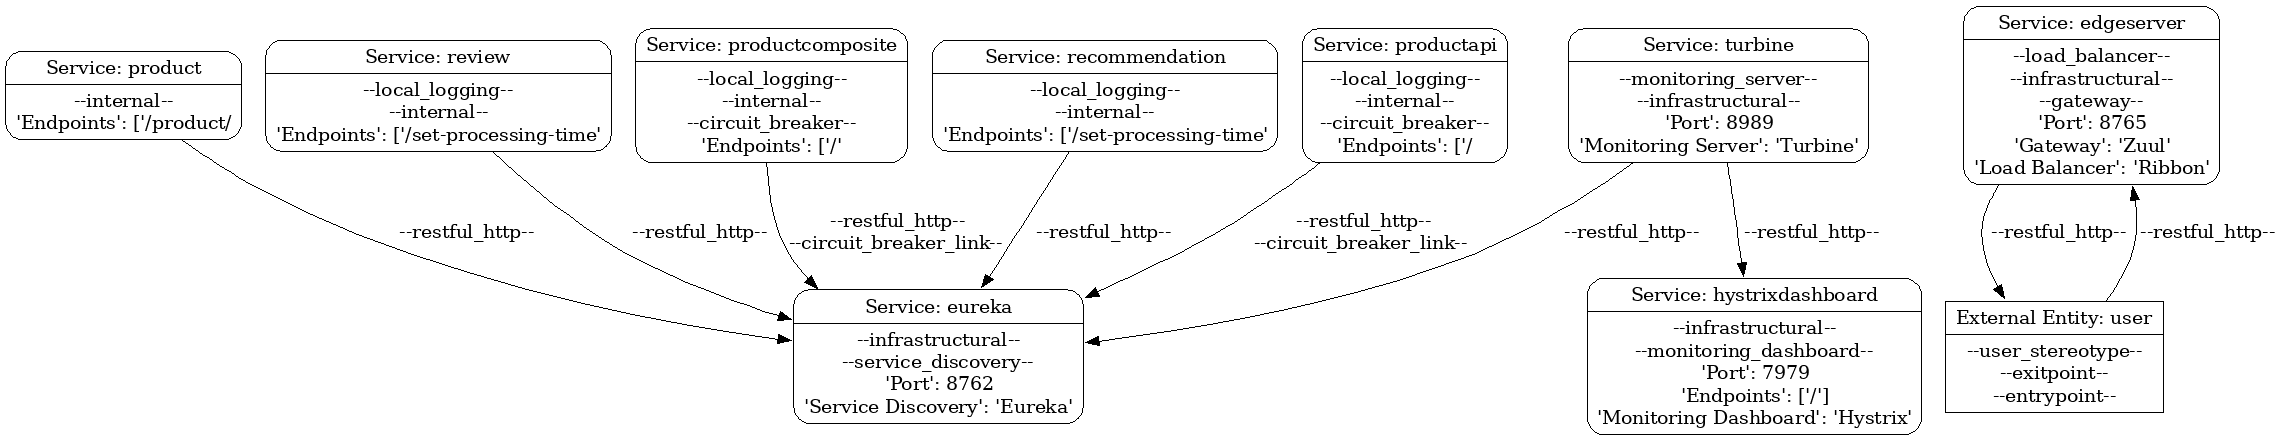 Service: product
--internal--
'Endpoints': ['/product/
Service: review
--local_logging--
--internal--
'Endpoints': ['/set-processing-time'
Service: productcomposite
--local_logging--
--internal--
--circuit_breaker--
'Endpoints': ['/'
Service: recommendation
--local_logging--
--internal--
'Endpoints': ['/set-processing-time'
Service: productapi
--local_logging--
--internal--
--circuit_breaker--
'Endpoints': ['/
Service: turbine
--monitoring_server--
--infrastructural--
'Port': 8989
'Monitoring Server': 'Turbine'
Service: edgeserver
--load_balancer--
--infrastructural--
--gateway--
'Port': 8765
'Gateway': 'Zuul'
'Load Balancer': 'Ribbon'
--restful_http--
--restful_http--
--restful_http--
--circuit_breaker_link--
--restful_http--
--restful_http--
--circuit_breaker_link--
--restful_http--
--restful_http--
--restful_http--
--restful_http--
Service: eureka
--infrastructural--
--service_discovery--
'Port': 8762
'Service Discovery': 'Eureka'
Service: hystrixdashboard
--infrastructural--
--monitoring_dashboard--
'Port': 7979
'Endpoints': ['/']
'Monitoring Dashboard': 'Hystrix'
External Entity: user
--user_stereotype--
--exitpoint--
--entrypoint--